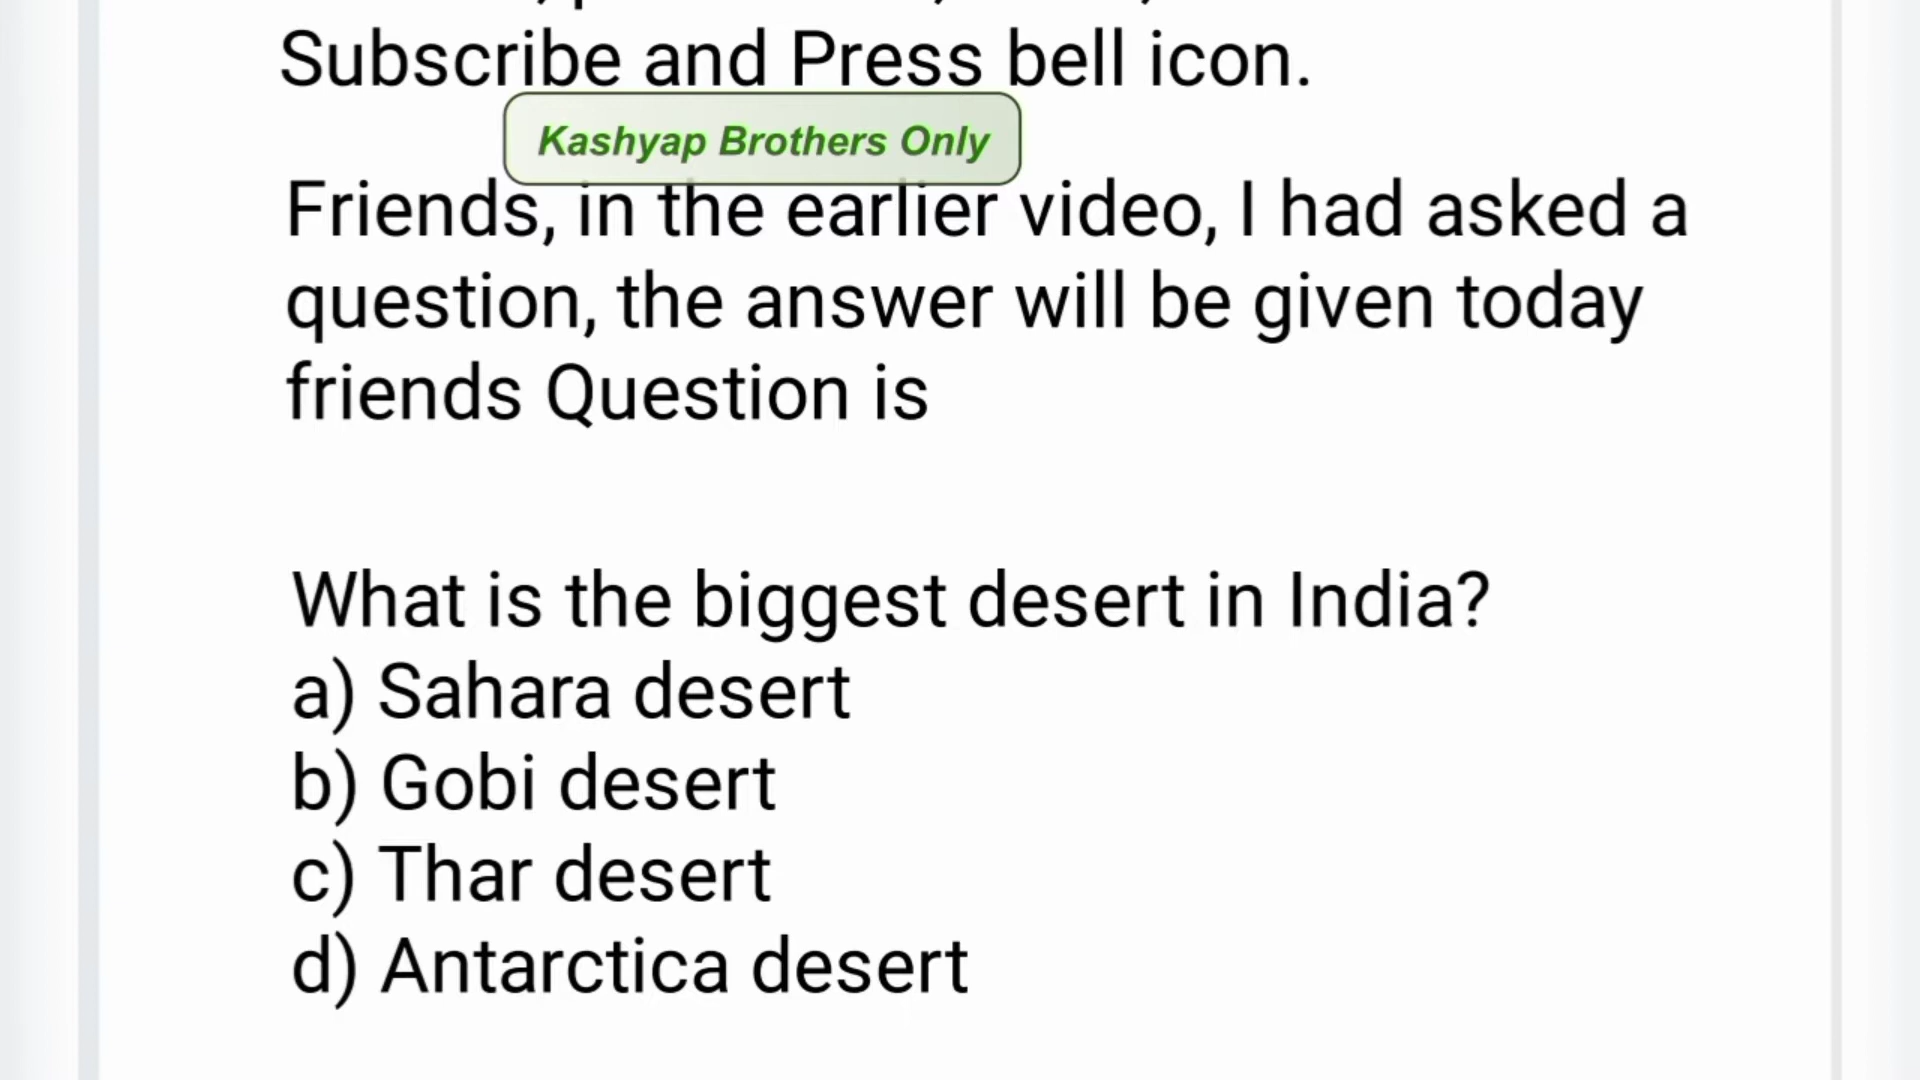 Subscribe and Press bell icon.
Kashyap Brothers Only
Friends, in the earlier video, I had asked a
question, the answer will be given today
friends Question is
What is the biggest desert in India?
a) Sahara desert
b) Gobi desert
c) Thar desert
d) Antarctica desert